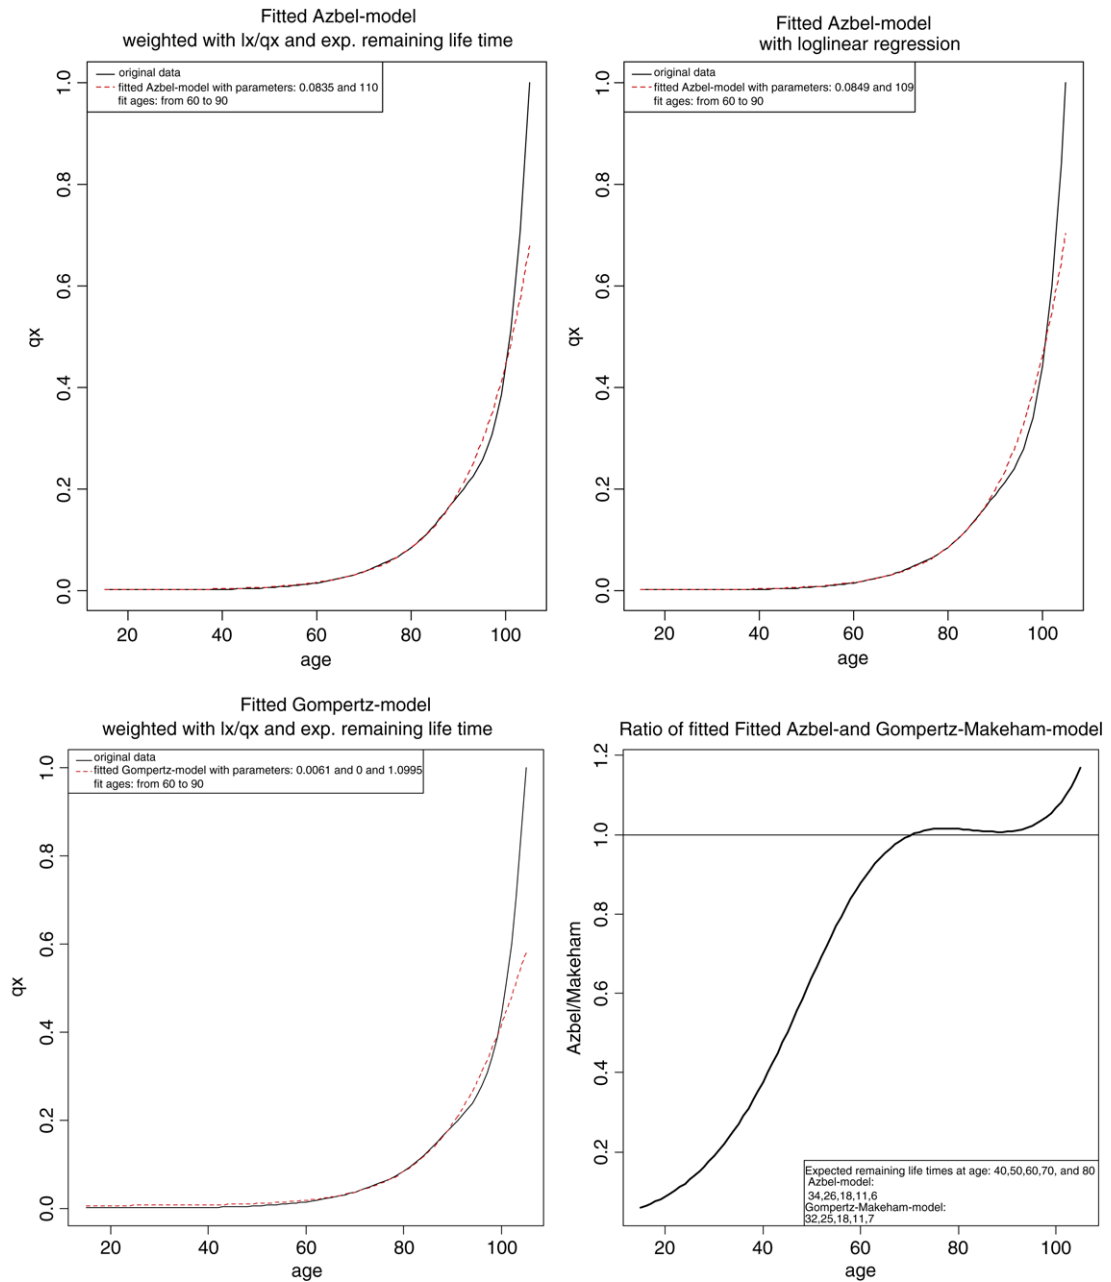 Fitted Azbel-model
weighted with lx/qx and exp. remaining life time
original data
fitted Azbel-model with parameters: 0.0835 and 110
fit ages: from 60 to 90
1.0
0.8
0.6
0.4
0.2
0.0
qx
20 40 60 80 100
age
Fitted Azbel-model
with loglinear regression
original data
fitted Azbel-model with parameters: 0.0849 and 109
fit ages: from 60 to 90
1.0
0.8
0.6
0.4
0.2
0.0
qx
20 40 60 80 100
age
Fitted Gompertz-model
weighted with lx/qx and exp. remaining life time
original data
fitted Gompertz-model with parameters: 0.0061 and 0 and 1.0995
fit ages: from 60 to 90
1.0
0.8
0.6
0.4
0.2
0.0
qx
20 40 60 80 100
age
Ratio of fitted Fitted Azbel-and Gompertz-Makeham-model
1.2
1.0
0.8
0.6
0.4
0.2
Azbel/Makeham
Expected remaining life times at age: 40,50,60,70, and 80
Azbel-model:
34,26,18,11,6
Gompertz-Makeham-model:
32,25,18,11,7
20 40 60 80 100
age